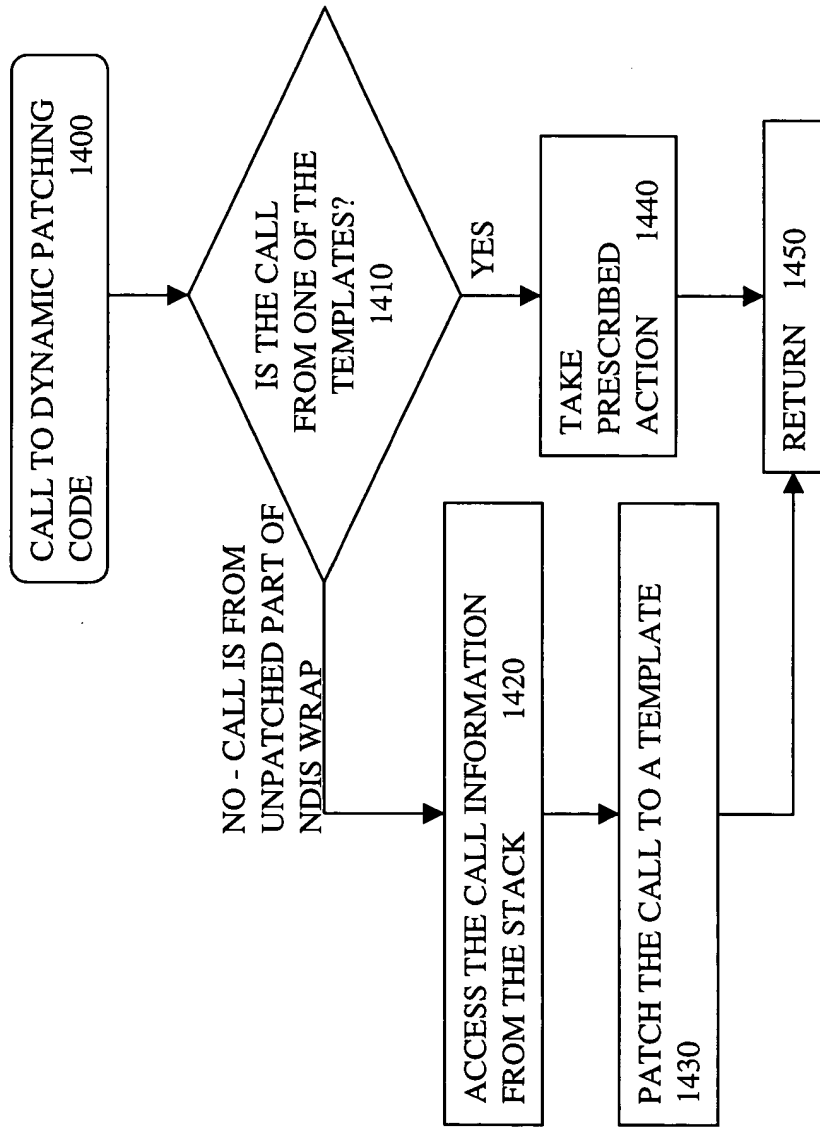 CALL TO DYNAMIC PATCHING
CODE 1400
IS THE CALL
FROM ONE OF THE
TEMPLATES?
1410
NO - CALL IS FROM
UNPATCHED PART OF
NDIS WRAP
YES
ACCESS THE CALL INFORMATION
FROM THE STACK 1420
TAKE
PRESCRIBED
ACTION 1440
PATCH THE CALL TO A TEMPLATE
1430
RETURN 1450